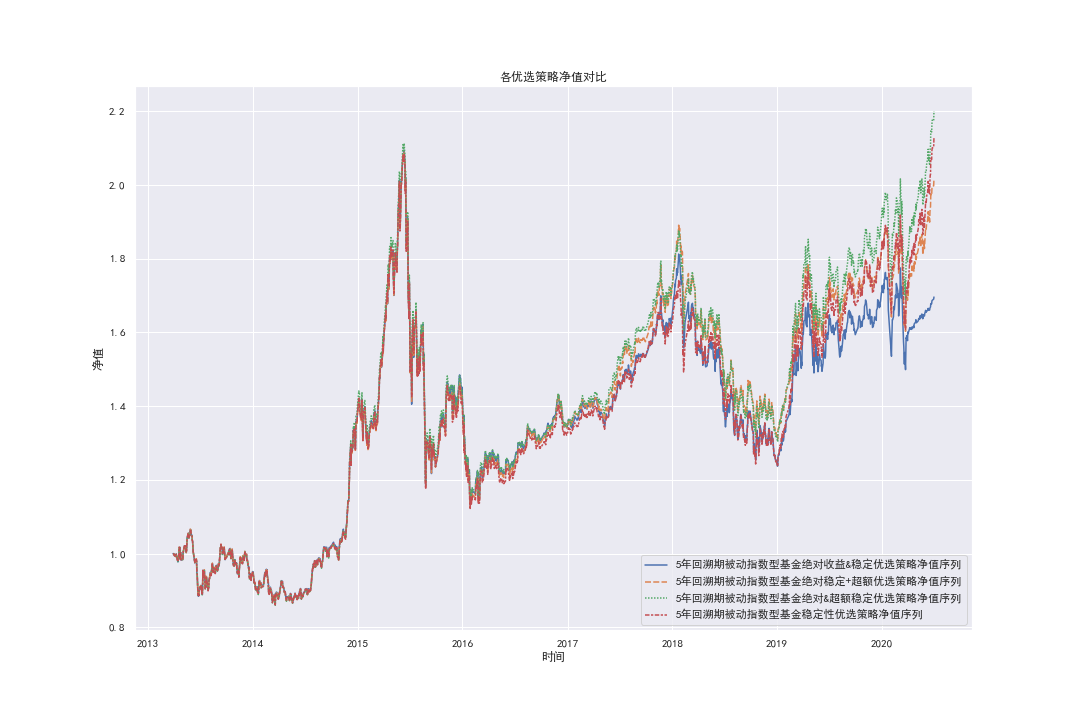 各优选策略净值对比
2.2
2.0
1.8
1.6
1.4
1.2
1.0
0.8
净值
2013 2014 2015 2016 2017 2018 2019 2020
时间
5年回溯期被动指数型基金绝对收益&稳定优选策略净值序列
5年回溯期被动指数型基金绝对稳定+超额优选策略净值序列
5年回溯期被动指数型基金绝对&超额稳定优选策略净值序列
5年回溯期被动指数型基金稳定性优选策略净值序列